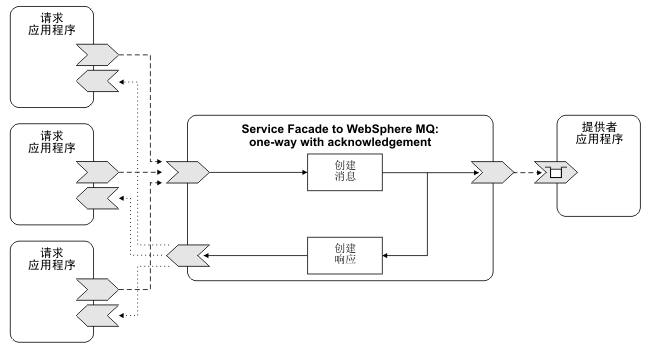 请求
应用程序
请求
应用程序
请求
应用程序
Service Facade to WebSphere MQ:
one-way with acknowledgement
创建
消息
创建
响应
提供者
应用程序